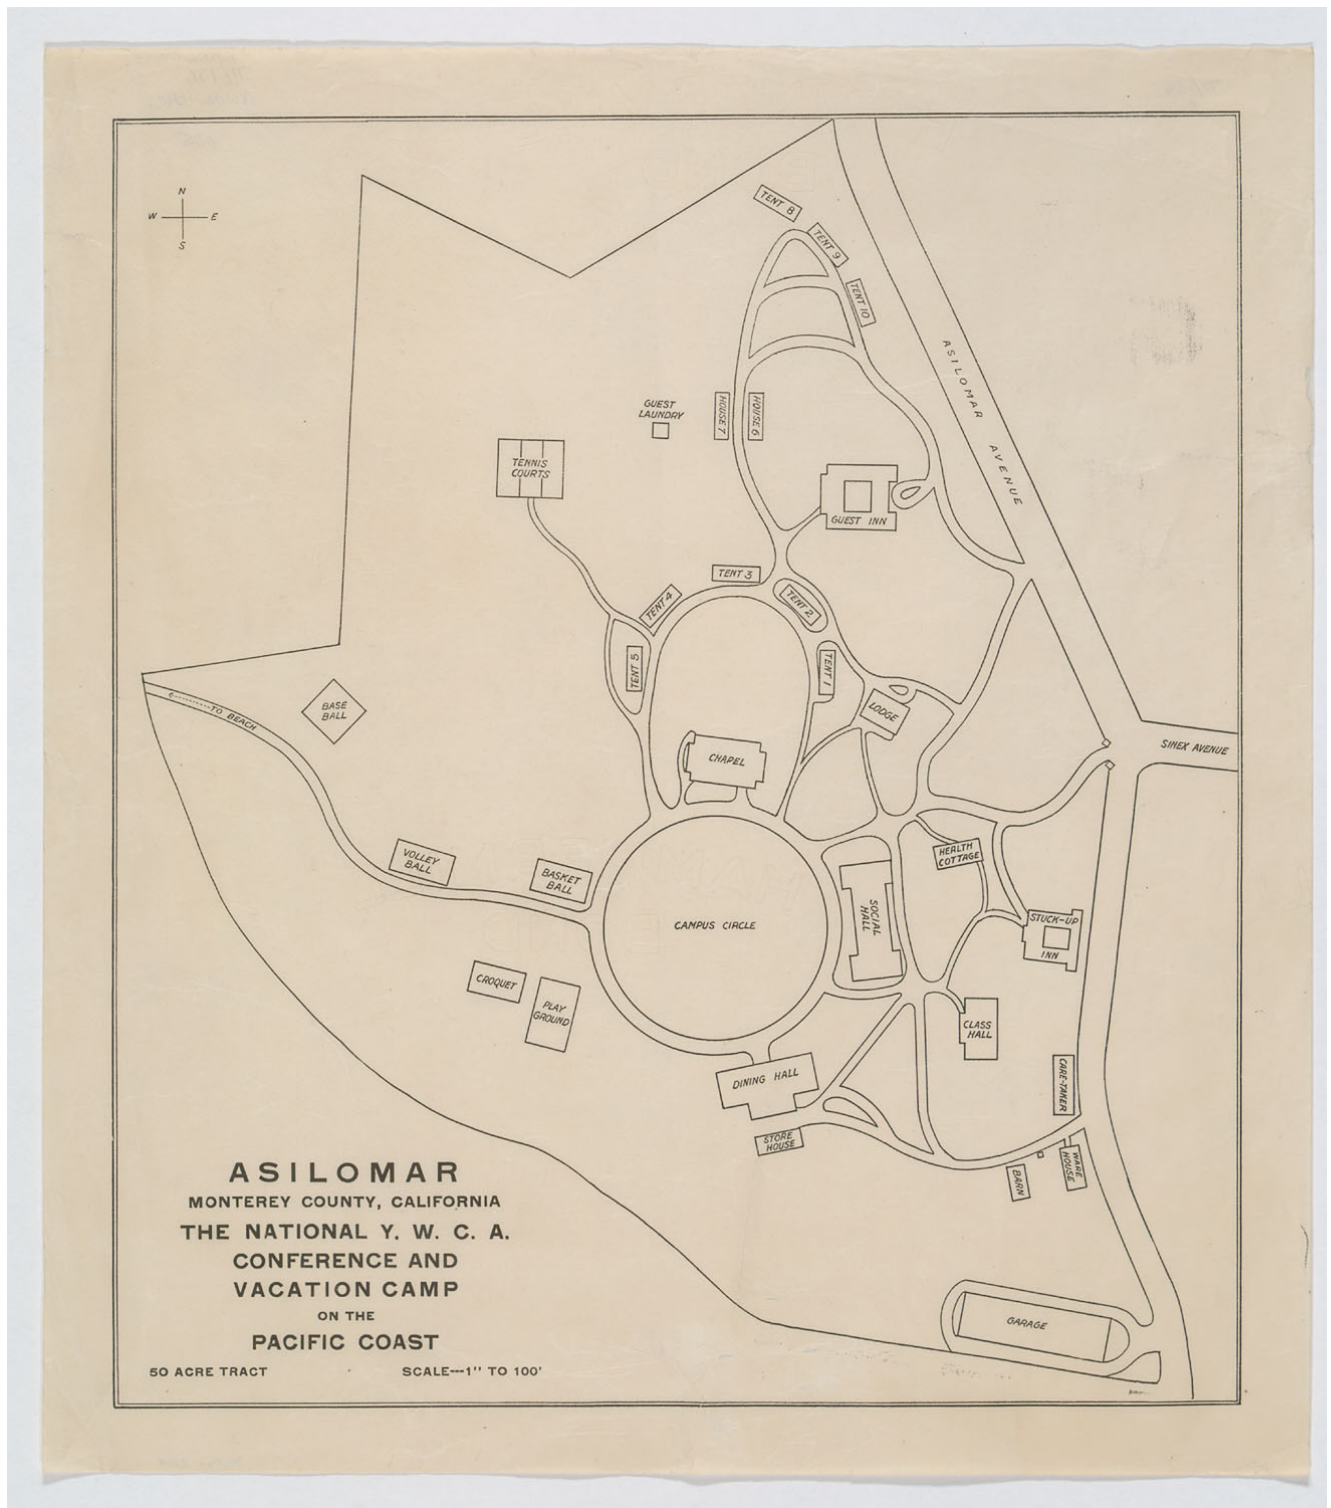 N
W E
S
TENT 8
TENT 9
TENT 10
ASILOMAR AVENUE
GUEST
LAUNDRY
HOUSE 7
HOUSE 6
TENNIS
COURTS
GUEST INN
TENT 3
TENT 4
TENT 2
TENT 5
TENT 1
LODGE
BASE
BALL
TO BEACH
SINEX AVENUE
CHAPEL
VOLLEY
BALL
BASKET
BALL
HEALTH
COTTAGE
CAMPUS CIRCLE
SOCIAL
HALL
STUCK-UP
INN
CROQUET
PLAY
GROUND
CLASS
HALL
DINING HALL
CARE-TAKER
STORE
HOUSE
WARE
HOUSE
BARN
GARAGE
ASILOMAR
MONTEREY COUNTY, CALIFORNIA
THE NATIONAL Y. W. C. A.
CONFERENCE AND
VACATION CAMP
ON THE
PACIFIC COAST
50 ACRE TRACT SCALE---1'' TO 100'